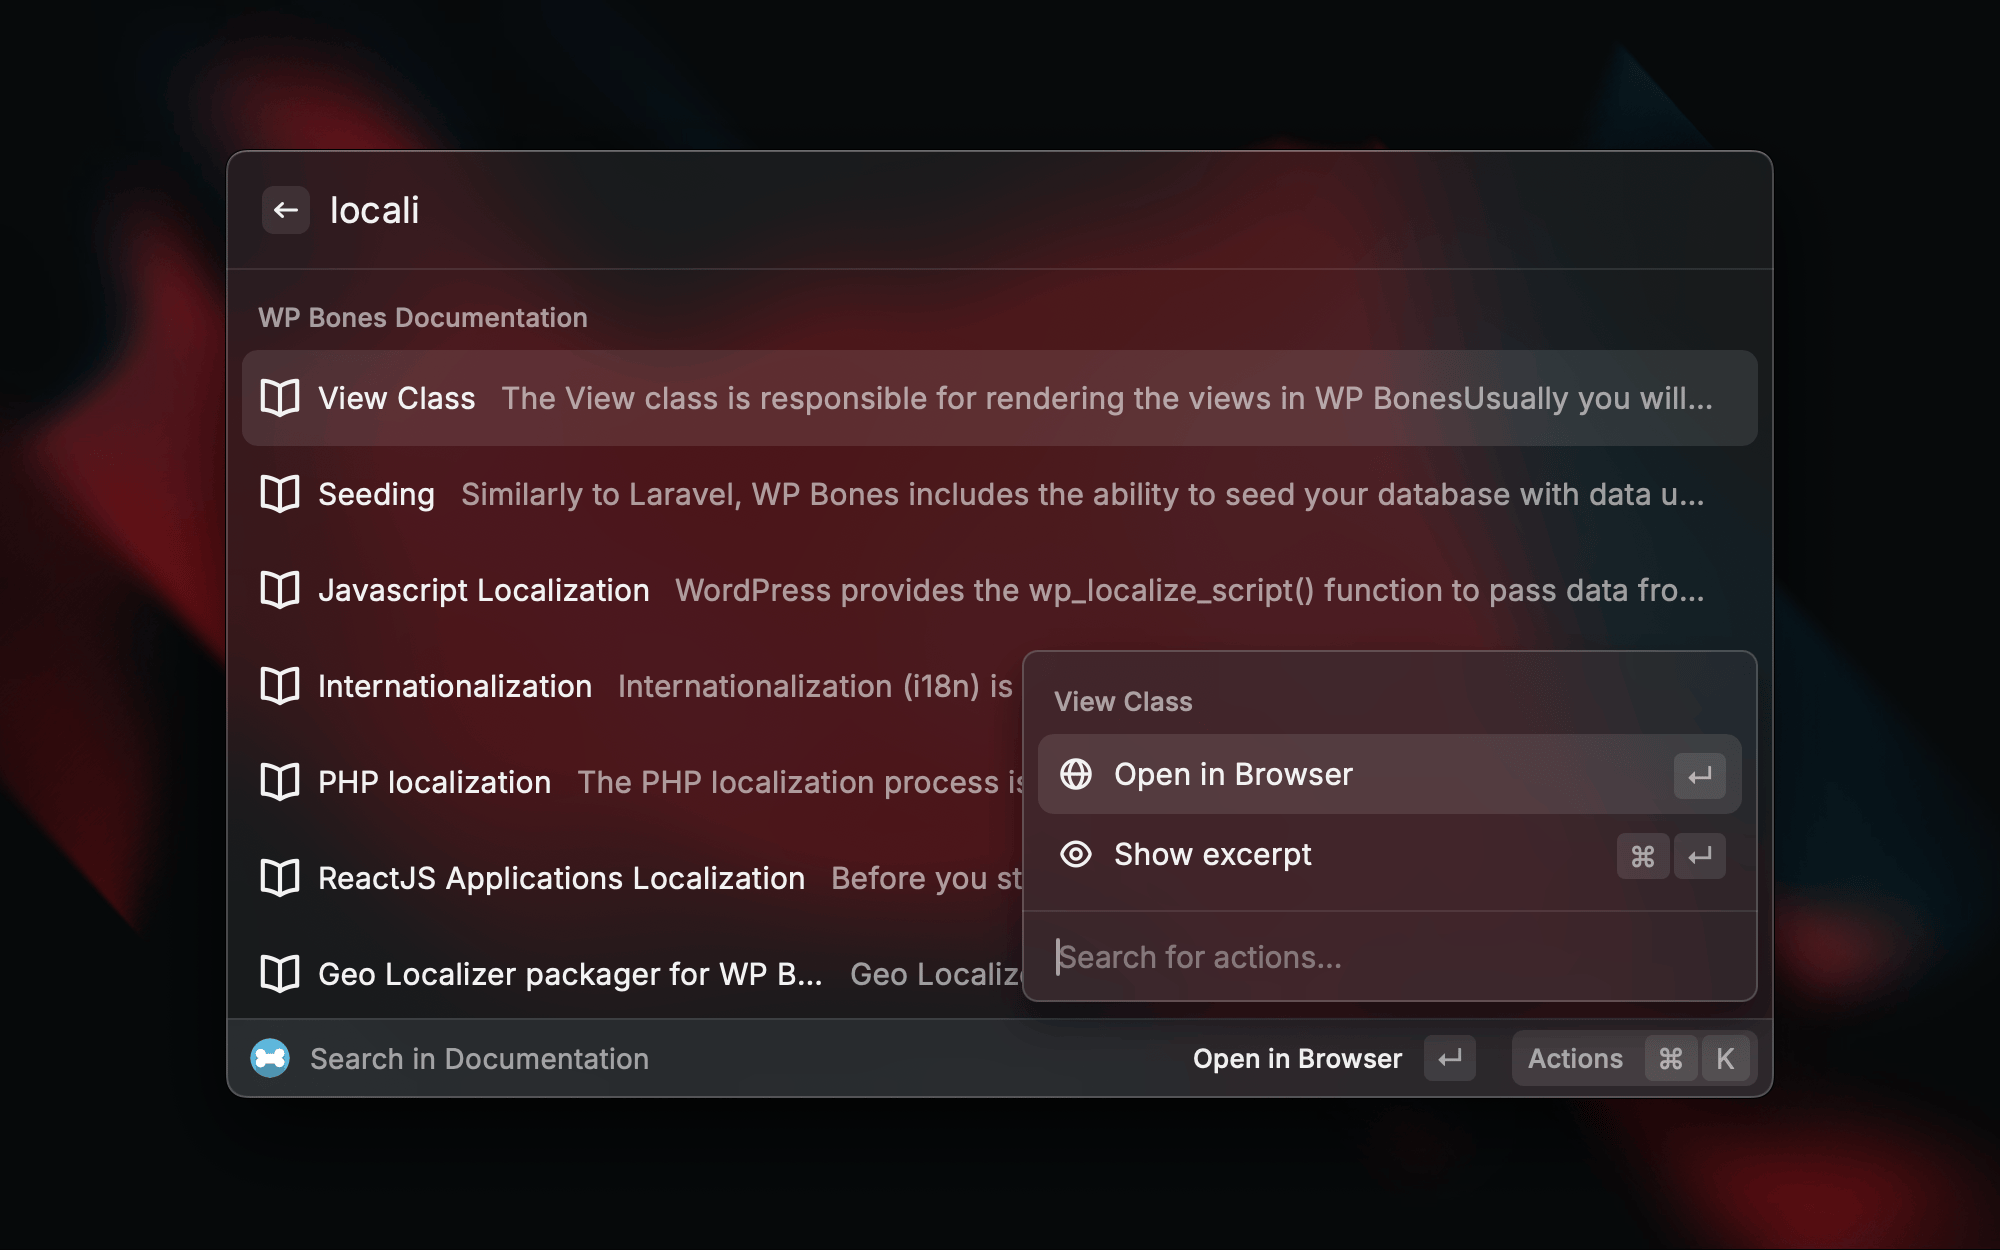 locali
WP Bones Documentation
View Class The View class is responsible for rendering the views in WP BonesUsually you will...
Seeding Similarly to Laravel, WP Bones includes the ability to seed your database with data u...
Javascript Localization WordPress provides the wp_localize_script() function to pass data fro...
Internationalization Internationalization (i18n) is
PHP localization The PHP localization process is
ReactJS Applications Localization Before you st
Geo Localizer packager for WP B... Geo Localize
View Class
Open in Browser ↵
Show excerpt ⌘ ↵
Search for actions...
Search in Documentation Open in Browser ↵ Actions ⌘ K